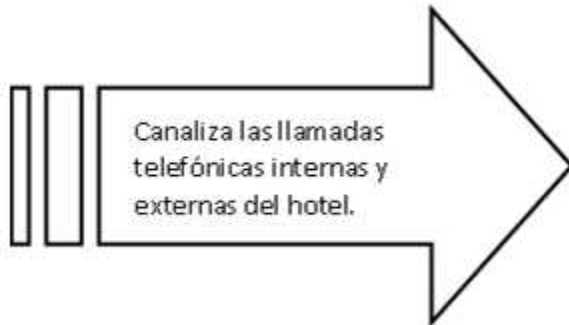 Canaliza las llamadas
telefónicas internas y
externas del hotel.